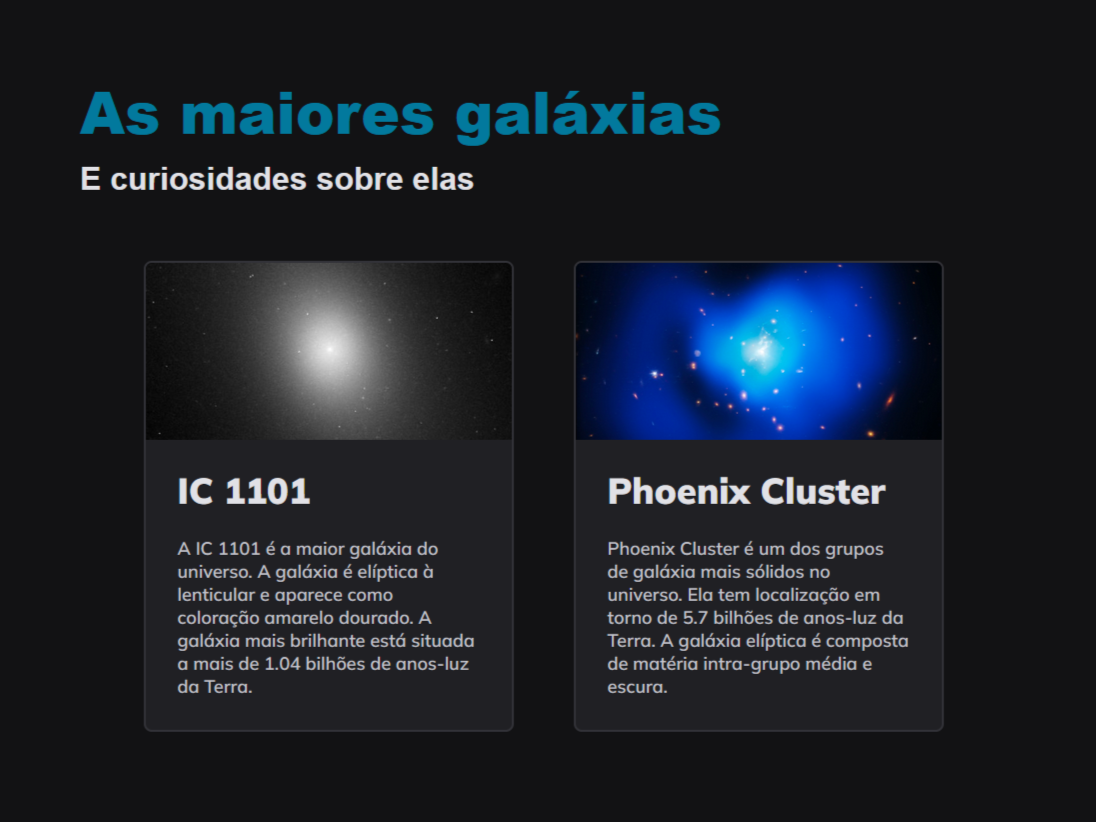 As maiores galáxias
E curiosidades sobre elas
IC 1101
A IC 1101 é a maior galáxia do
universo. A galáxia é elíptica à
lenticular e aparece como
coloração amarelo dourado. A
galáxia mais brilhante está situada
a mais de 1.04 bilhões de anos-luz
da Terra.
Phoenix Cluster
Phoenix Cluster é um dos grupos
de galáxia mais sólidos no
universo. Ela tem localização em
torno de 5.7 bilhões de anos-luz da
Terra. A galáxia elíptica é composta
de matéria intra-grupo média e
escura.